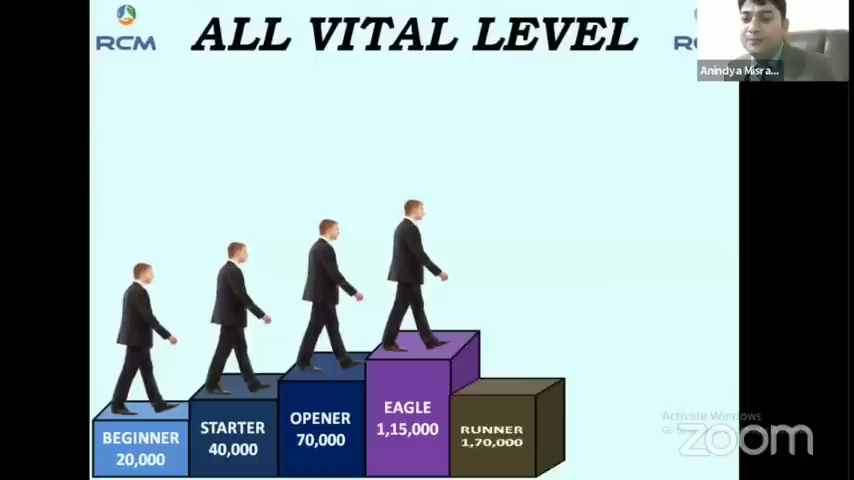 RCM
ALL VITAL LEVEL
Anindya Misra...
BEGINNER
20,000
STARTER
40,000
OPENER
70,000
EAGLE
1,15,000
RUNNER
1,70,000
Activate Windows
zoom